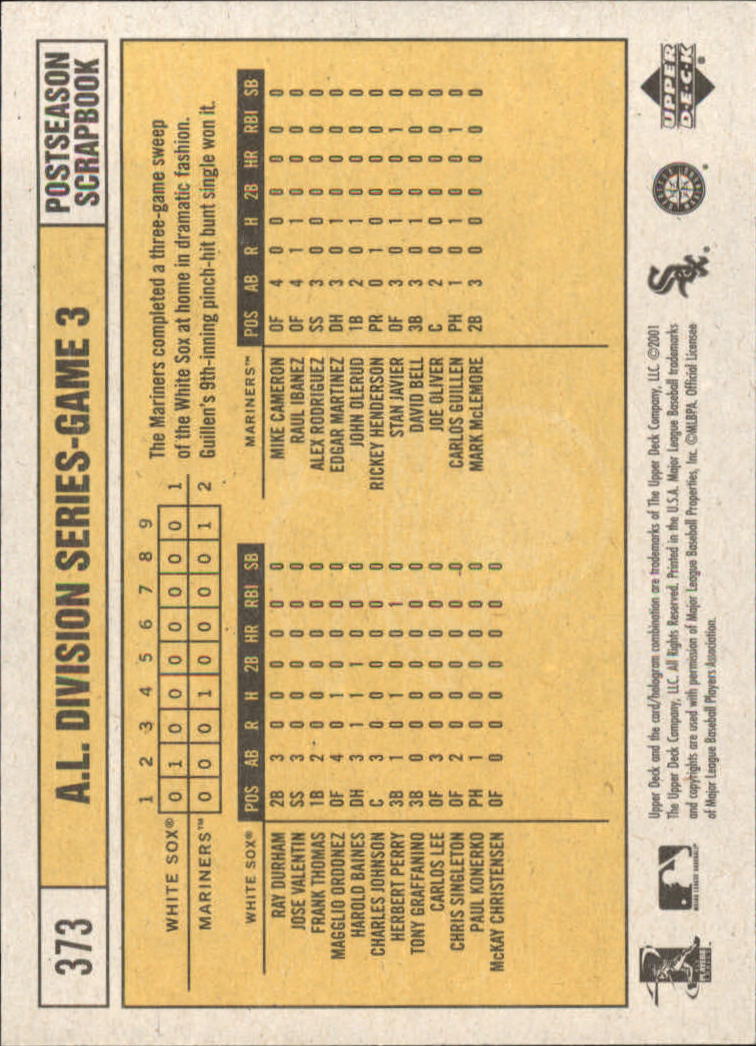 373
A.L. DIVISION SERIES-GAME 3
POSTSEASON
SCRAPBOOK
1 2 3 4 5 6 7 8 9
WHITE SOX® 0 1 0 0 0 0 0 0 0 1
MARINERS™ 0 0 0 1 0 0 0 0 1 2
The Mariners completed a three-game sweep
of the White Sox at home in dramatic fashion.
Guillen's 9th-inning pinch-hit bunt single won it.
WHITE SOX® POS AB R H 2B HR RBI SB
RAY DURHAM 2B 3 0 0 0 0 0 0
JOSE VALENTIN SS 3 0 0 0 0 0 0
FRANK THOMAS 1B 2 0 0 0 0 0 0
MAGGLIO ORDONEZ OF 4 0 1 0 0 0 0
HAROLD BAINES DH 3 1 1 1 0 0 0
CHARLES JOHNSON C 3 0 0 0 0 0 0
HERBERT PERRY 3B 1 0 1 0 0 1 0
TONY GRAFFANINO 3B 0 0 0 0 0 0 0
CARLOS LEE OF 3 0 0 0 0 0 0
CHRIS SINGLETON OF 2 0 0 0 0 0 0
PAUL KONERKO PH 1 0 0 0 0 0 0
McKAY CHRISTENSEN OF 0 0 0 0 0 0 0
MARINERS™ POS AB R H 2B HR RBI SB
MIKE CAMERON OF 4 0 0 0 0 0 0
RAUL IBANEZ OF 4 1 1 0 0 0 0
ALEX RODRIGUEZ SS 3 0 0 0 0 0 0
EDGAR MARTINEZ DH 3 0 1 0 0 0 0
JOHN OLERUD 1B 2 0 1 0 0 0 0
RICKEY HENDERSON PR 0 1 0 0 0 0 0
STAN JAVIER OF 3 0 1 0 0 1 0
DAVID BELL 3B 3 0 1 0 0 0 0
JOE OLIVER C 2 0 0 0 0 0 0
CARLOS GUILLEN PH 1 0 1 0 0 1 0
MARK McLEMORE 2B 3 0 0 0 0 0 0
PLAYERS
MAJOR LEAGUE BASEBALL
Upper Deck and the card/hologram combination are trademarks of The Upper Deck Company, LLC ©2001
The Upper Deck Company, LLC. All Rights Reserved. Printed in the U.S.A. Major League Baseball trademarks
and copyrights are used with permission of Major League Baseball Properties, Inc. ©MLBPA. Official Licensee
of Major League Baseball Players Association.
Sox®
UPPER
DECK®